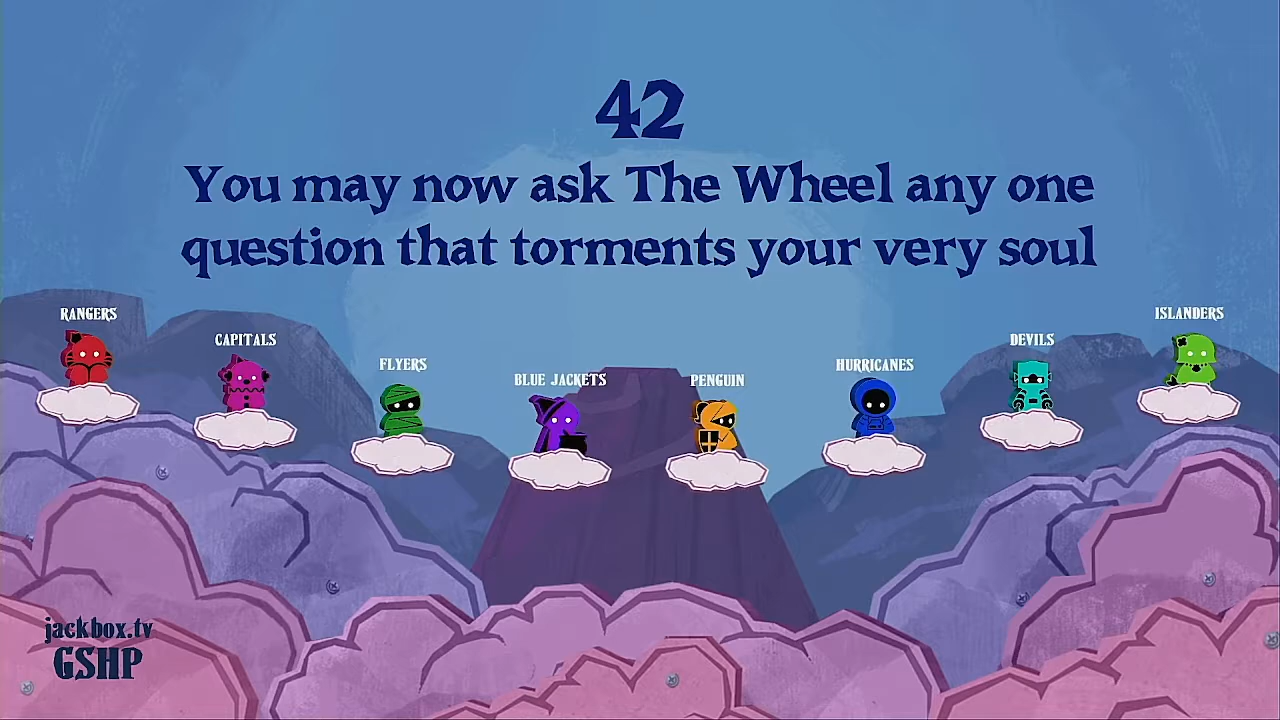 42
You may now ask The Wheel any one
question that torments your very soul
RANGERS
CAPITALS
FLYERS
BLUE JACKETS
PENGUIN
HURRICANES
DEVILS
ISLANDERS
jackbox.tv
GSHP